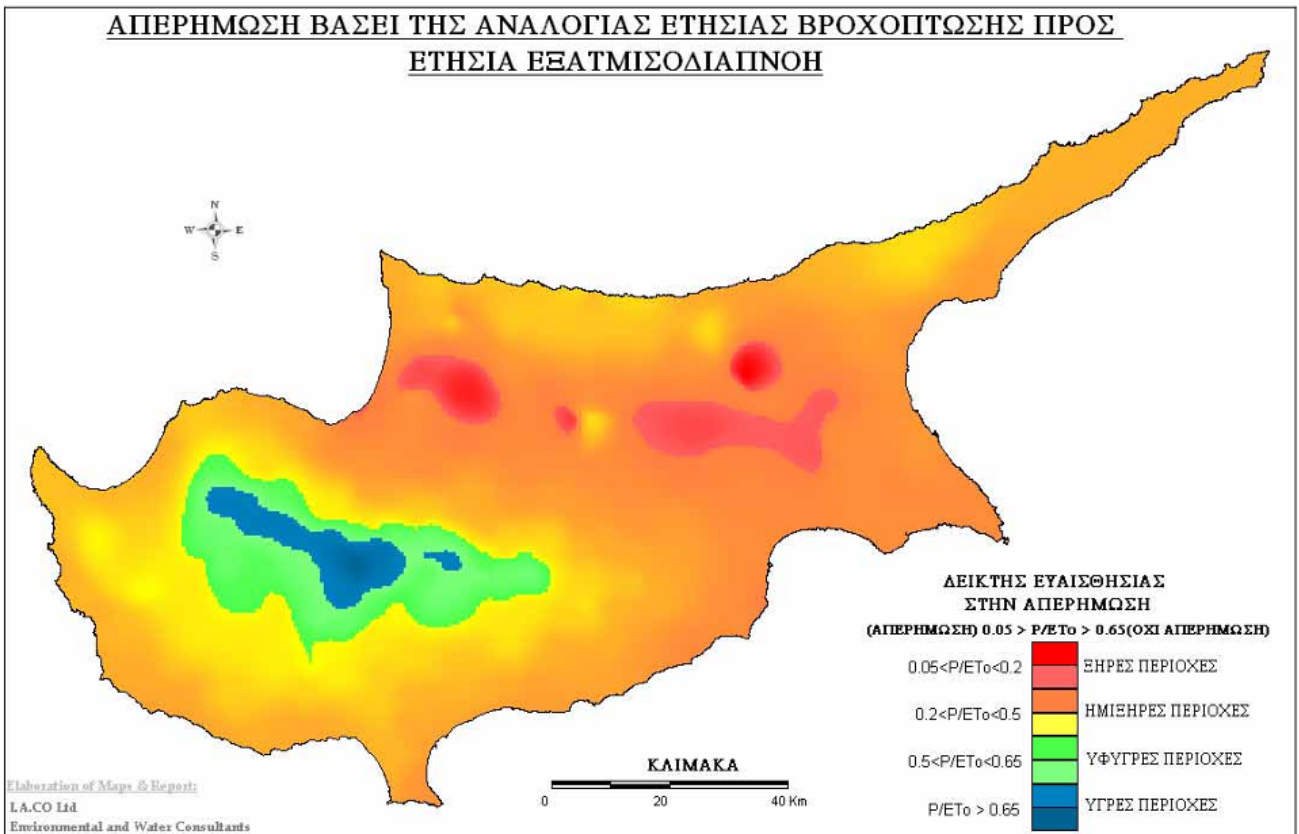 ΑΠΕΡΗΜΩΣΗ ΒΑΣΕΙ ΤΗΣ ΑΝΑΛΟΓΙΑΣ ΕΤΗΣΙΑΣ ΒΡΟΧΟΠΤΩΣΗΣ ΠΡΟΣ
ΕΤΗΣΙΑ ΕΞΑΤΜΙΣΟΔΙΑΠΝΟΗ
N
W E
S
ΔΕΙΚΤΗΣ ΕΥΑΙΣΘΗΣΙΑΣ
ΣΤΗΝ ΑΠΕΡΗΜΩΣΗ
(ΑΠΕΡΗΜΩΣΗ) 0.05 > P/ETo > 0.65(ΟΧΙ ΑΠΕΡΗΜΩΣΗ)
0.05<P/ETo<0.2 ΞΗΡΕΣ ΠΕΡΙΟΧΕΣ
0.2<P/ETo<0.5 ΗΜΙΞΗΡΕΣ ΠΕΡΙΟΧΕΣ
0.5<P/ETo<0.65 ΥΦΥΓΡΕΣ ΠΕΡΙΟΧΕΣ
P/ETo > 0.65 ΥΓΡΕΣ ΠΕΡΙΟΧΕΣ
ΚΛΙΜΑΚΑ
0 20 40 Km
Elaboration of Maps & Report:
I.A.CO Ltd
Environmental and Water Consultants